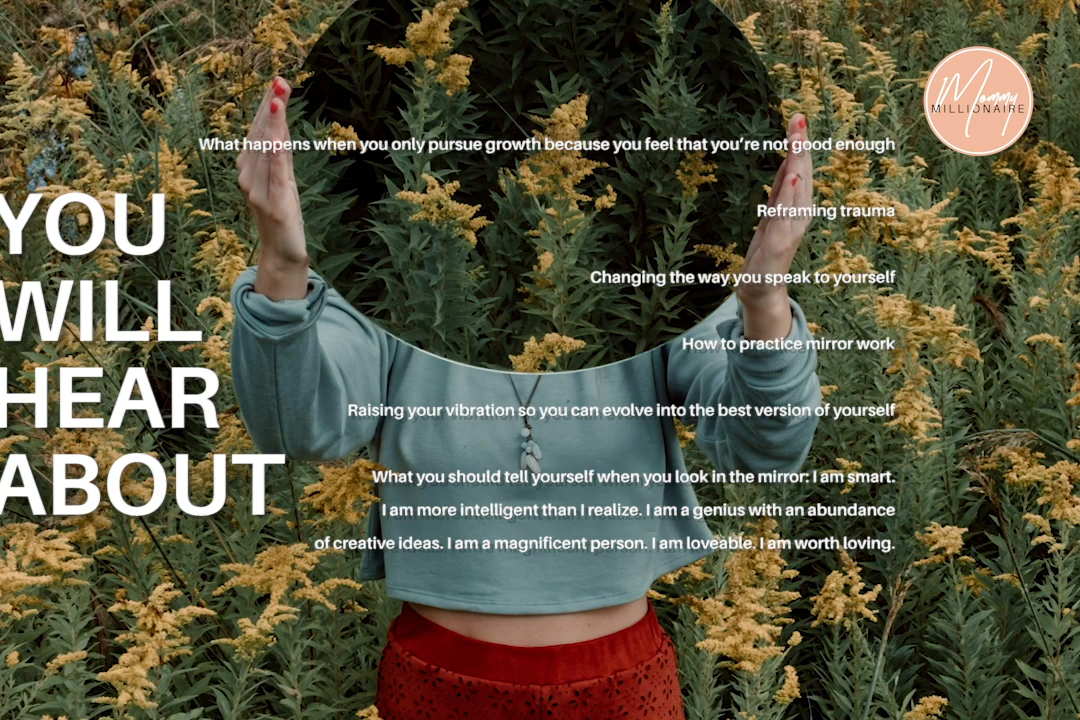 Mommy
MILLIONAIRE
YOU
WILL
HEAR
ABOUT
What happens when you only pursue growth because you feel that you’re not good enough
Reframing trauma
Changing the way you speak to yourself
How to practice mirror work
Raising your vibration so you can evolve into the best version of yourself
What you should tell yourself when you look in the mirror: I am smart.
I am more intelligent than I realize. I am a genius with an abundance
of creative ideas. I am a magnificent person. I am loveable. I am worth loving.